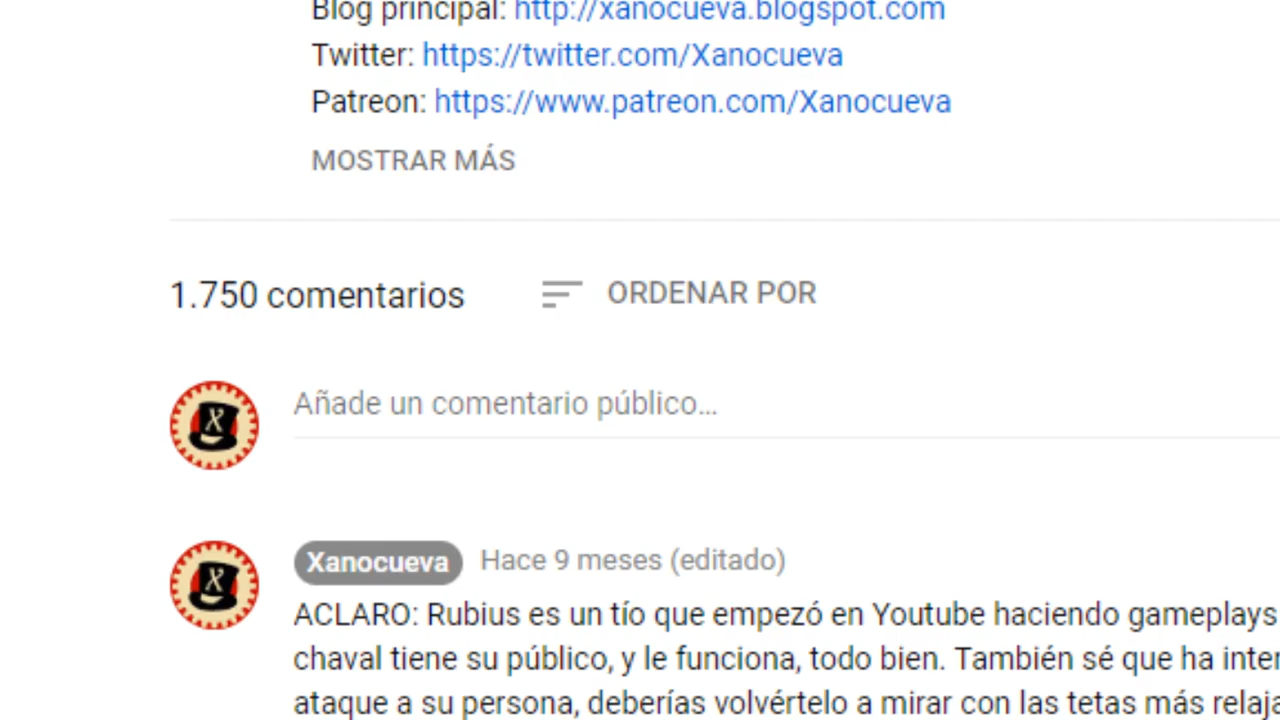 Blog principal: http://xanocueva.blogspot.com
Twitter: https://twitter.com/Xanocueva
Patreon: https://www.patreon.com/Xanocueva
MOSTRAR MÁS
1.750 comentarios ORDENAR POR
Añade un comentario público...
X
X
Xanocueva Hace 9 meses (editado)
ACLARO: Rubius es un tío que empezó en Youtube haciendo gameplays
chaval tiene su público, y le funciona, todo bien. También sé que ha inter
ataque a su persona, deberías volvértelo a mirar con las tetas más relaja